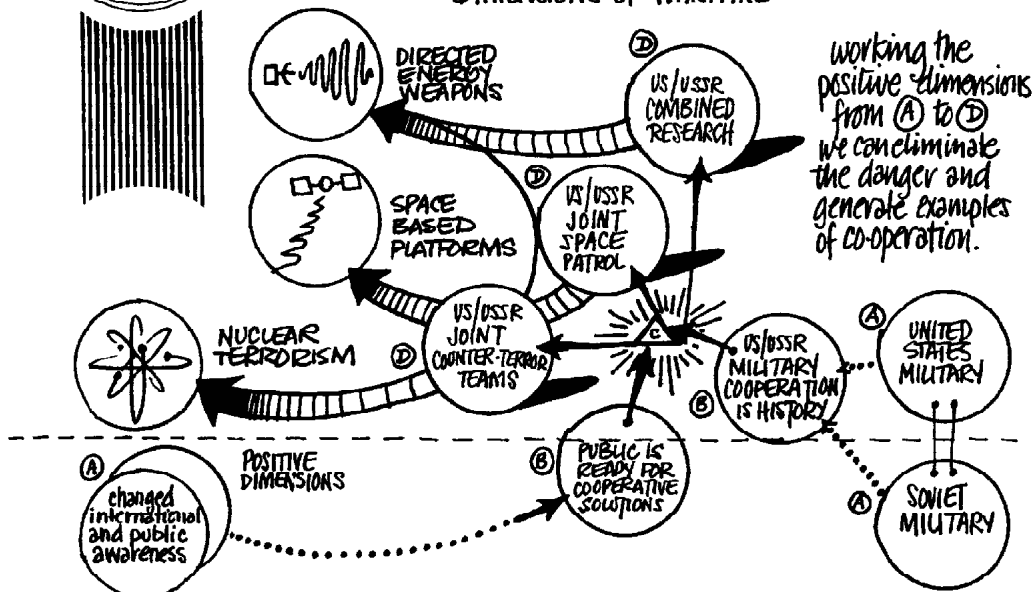 DIRECTED
ENERGY
WEAPONS
D
US/USSR
COMBINED
RESEARCH
working the
positive dimensions
from A to D
we can eliminate
the danger and
generate examples
of co-operation.
SPACE
BASED
PLATFORMS
D
US/USSR
JOINT
SPACE
PATROL
NUCLEAR
TERRORISM
D
US/USSR
JOINT
COUNTER-TERROR
TEAMS
C
B
US/USSR
MILITARY
COOPERATION
IS HISTORY
A
UNITED
STATES
MILITARY
A
changed
international
and public
awareness
POSITIVE
DIMENSIONS
B
PUBLIC IS
READY FOR
COOPERATIVE
SOLUTIONS
A
SOVIET
MILITARY